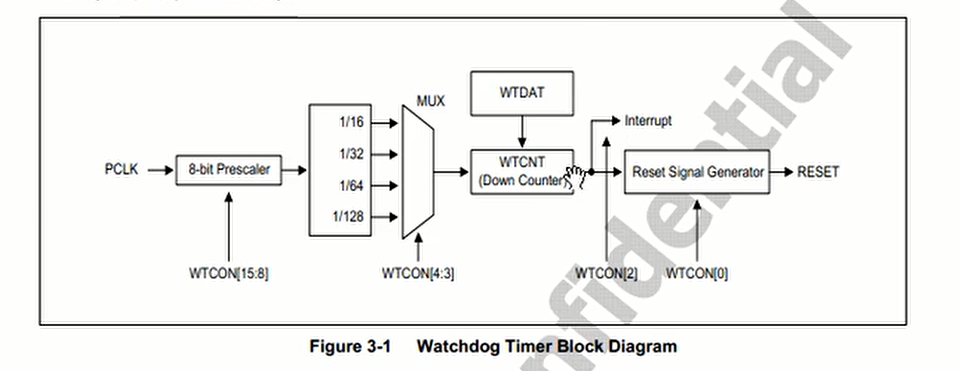 MUX
WTDAT
1/16
Interrupt
1/32
WTCNT
(Down Counter)
PCLK
8-bit Prescaler
Reset Signal Generator
RESET
1/64
1/128
WTCON[15:8]
WTCON[4:3]
WTCON[2]
WTCON[0]
Figure 3-1 Watchdog Timer Block Diagram
nfidential